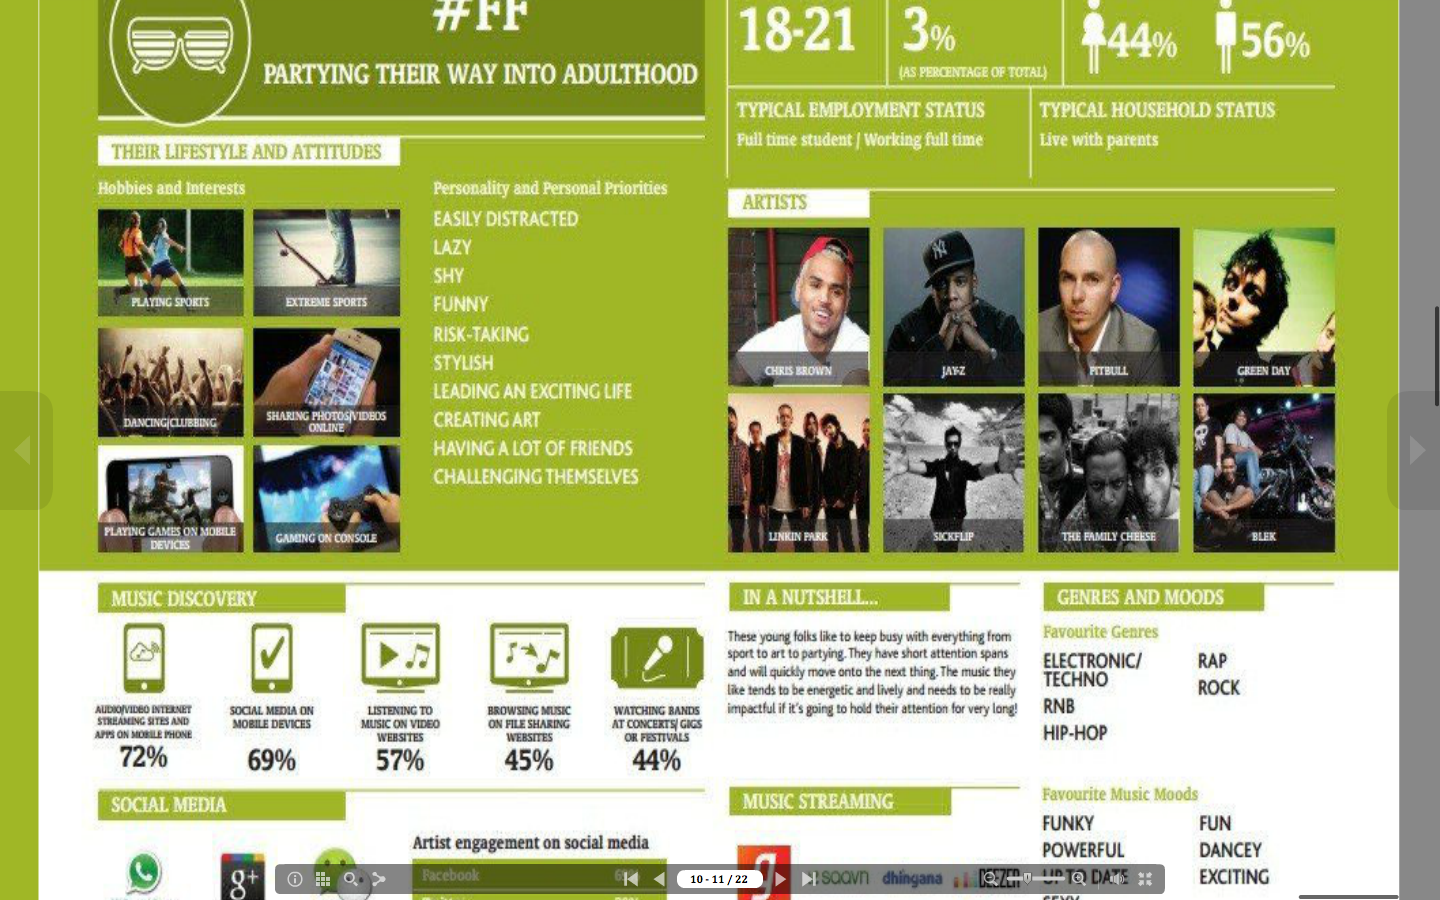 #FF
PARTYING THEIR WAY INTO ADULTHOOD
18-21
3%
(AS PERCENTAGE OF TOTAL)
44%
56%
TYPICAL EMPLOYMENT STATUS
Full time student / Working full time
TYPICAL HOUSEHOLD STATUS
Live with parents
THEIR LIFESTYLE AND ATTITUDES
Hobbies and Interests
PLAYING SPORTS
EXTREME SPORTS
DANCING/CLUBBING
SHARING PHOTOS/VIDEOS
ONLINE
PLAYING GAMES ON MOBILE
DEVICES
GAMING ON CONSOLE
Personality and Personal Priorities
EASILY DISTRACTED
LAZY
SHY
FUNNY
RISK-TAKING
STYLISH
LEADING AN EXCITING LIFE
CREATING ART
HAVING A LOT OF FRIENDS
CHALLENGING THEMSELVES
ARTISTS
CHRIS BROWN
JAY-Z
PITBULL
GREEN DAY
LINKIN PARK
SICKFLIP
THE FAMILY CHEESE
BLEK
MUSIC DISCOVERY
AUDIO/VIDEO INTERNET
STREAMING SITES AND
APPS ON MOBILE PHONE
72%
SOCIAL MEDIA ON
MOBILE DEVICES
69%
LISTENING TO
MUSIC ON VIDEO
WEBSITES
57%
BROWSING MUSIC
ON FILE SHARING
WEBSITES
45%
WATCHING BANDS
AT CONCERTS/ GIGS
OR FESTIVALS
44%
IN A NUTSHELL...
These young folks like to keep busy with everything from
sport to art to partying. They have short attention spans
and will quickly move onto the next thing. The music they
like tends to be energetic and lively and needs to be really
impactful if it's going to hold their attention for very long!
GENRES AND MOODS
Favourite Genres
ELECTRONIC/
TECHNO
RNB
HIP-HOP
RAP
ROCK
Favourite Music Moods
FUNKY
POWERFUL
UP TO DATE
FUN
DANCEY
EXCITING
SOCIAL MEDIA
g+
Artist engagement on social media
Facebook
MUSIC STREAMING
g
saavn
dhingana
DEEZER
10 - 11 / 22